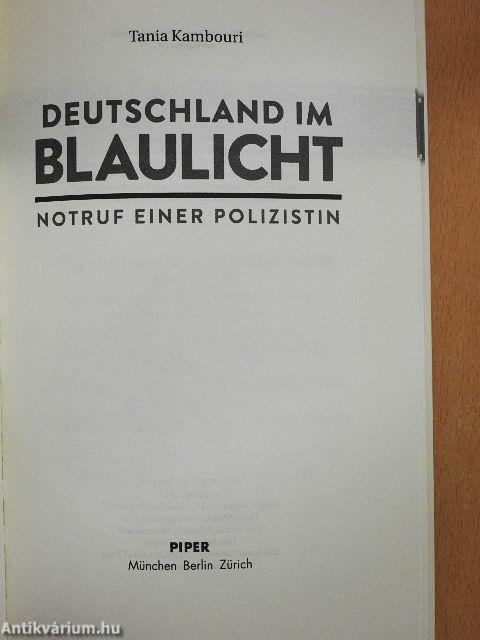 Tania Kambouri
DEUTSCHLAND IM
BLAULICHT
NOTRUF EINER POLIZISTIN
PIPER
München Berlin Zürich
Antikvárium.hu